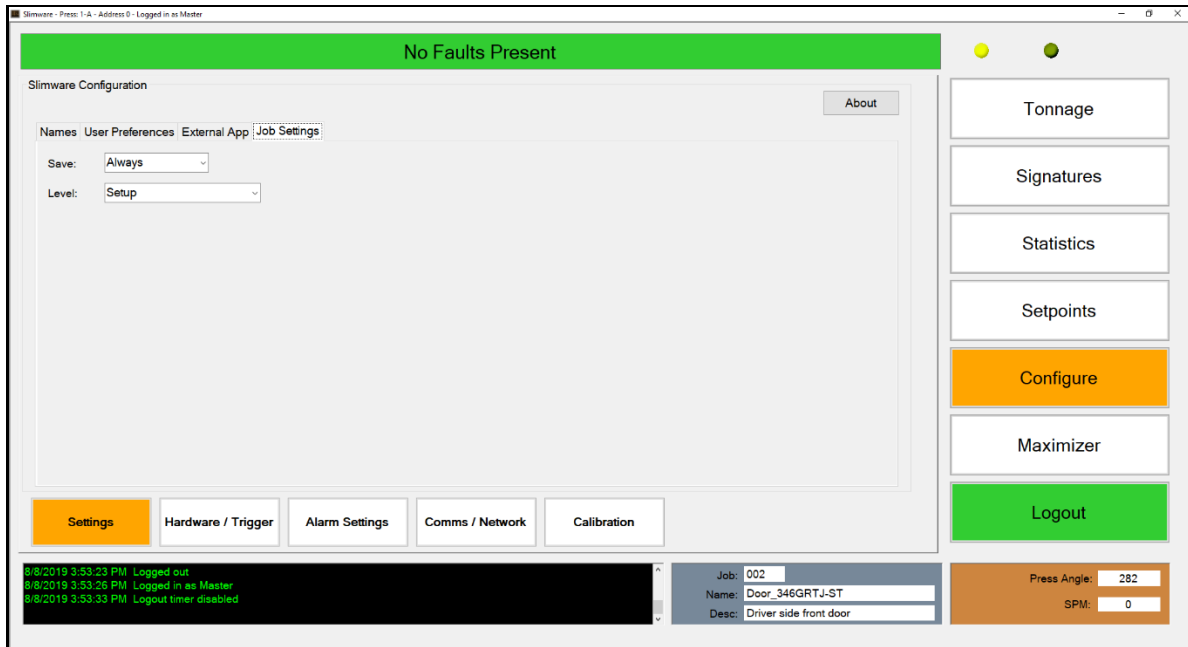 Slimware - Press: 1-A - Address 0 - Logged in as Master
No Faults Present
Slimware Configuration
About
Names User Preferences External App Job Settings
Save: Always
Level: Setup
Settings
Hardware / Trigger
Alarm Settings
Comms / Network
Calibration
Tonnage
Signatures
Statistics
Setpoints
Configure
Maximizer
Logout
8/8/2019 3:53:23 PM Logged out
8/8/2019 3:53:26 PM Logged in as Master
8/8/2019 3:53:33 PM Logout timer disabled
Job: 002
Name: Door_346GRTJ-ST
Desc: Driver side front door
Press Angle: 282
SPM: 0